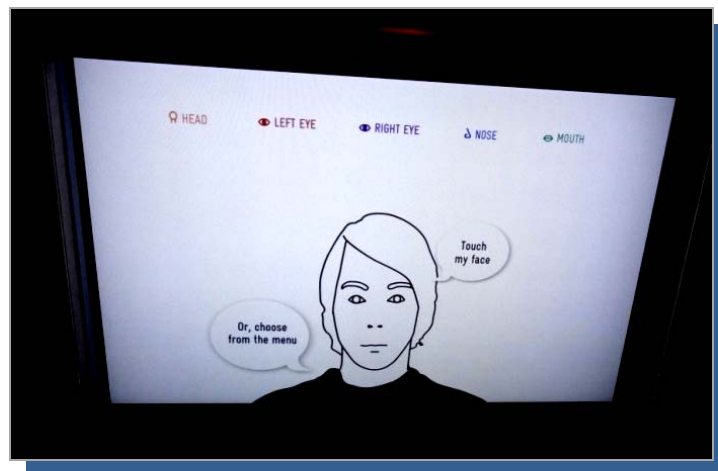 HEAD
LEFT EYE
RIGHT EYE
NOSE
MOUTH
Touch
my face
Or, choose
from the menu